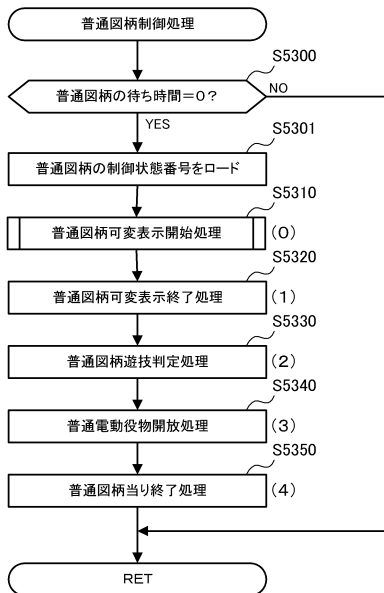 普通図柄制御処理
S5300
普通図柄の待ち時間＝０？
NO
YES
S5301
普通図柄の制御状態番号をロード
S5310
普通図柄可変表示開始処理
(0)
S5320
普通図柄可変表示終了処理
(1)
S5330
普通図柄遊技判定処理
(2)
S5340
普通電動役物開放処理
(3)
S5350
普通図柄当り終了処理
(4)
RET